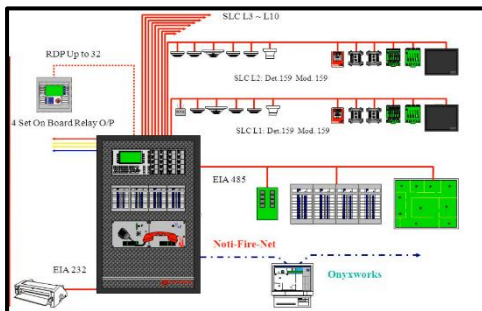 SLC L3 ~ L10
RDP Up to 32
SLC L2: Det.159 Mod. 159
4 Set On Board Relay O/P
SLC L1: Det.159 Mod. 159
EIA 485
Noti-Fire-Net
EIA 232
Onyxworks